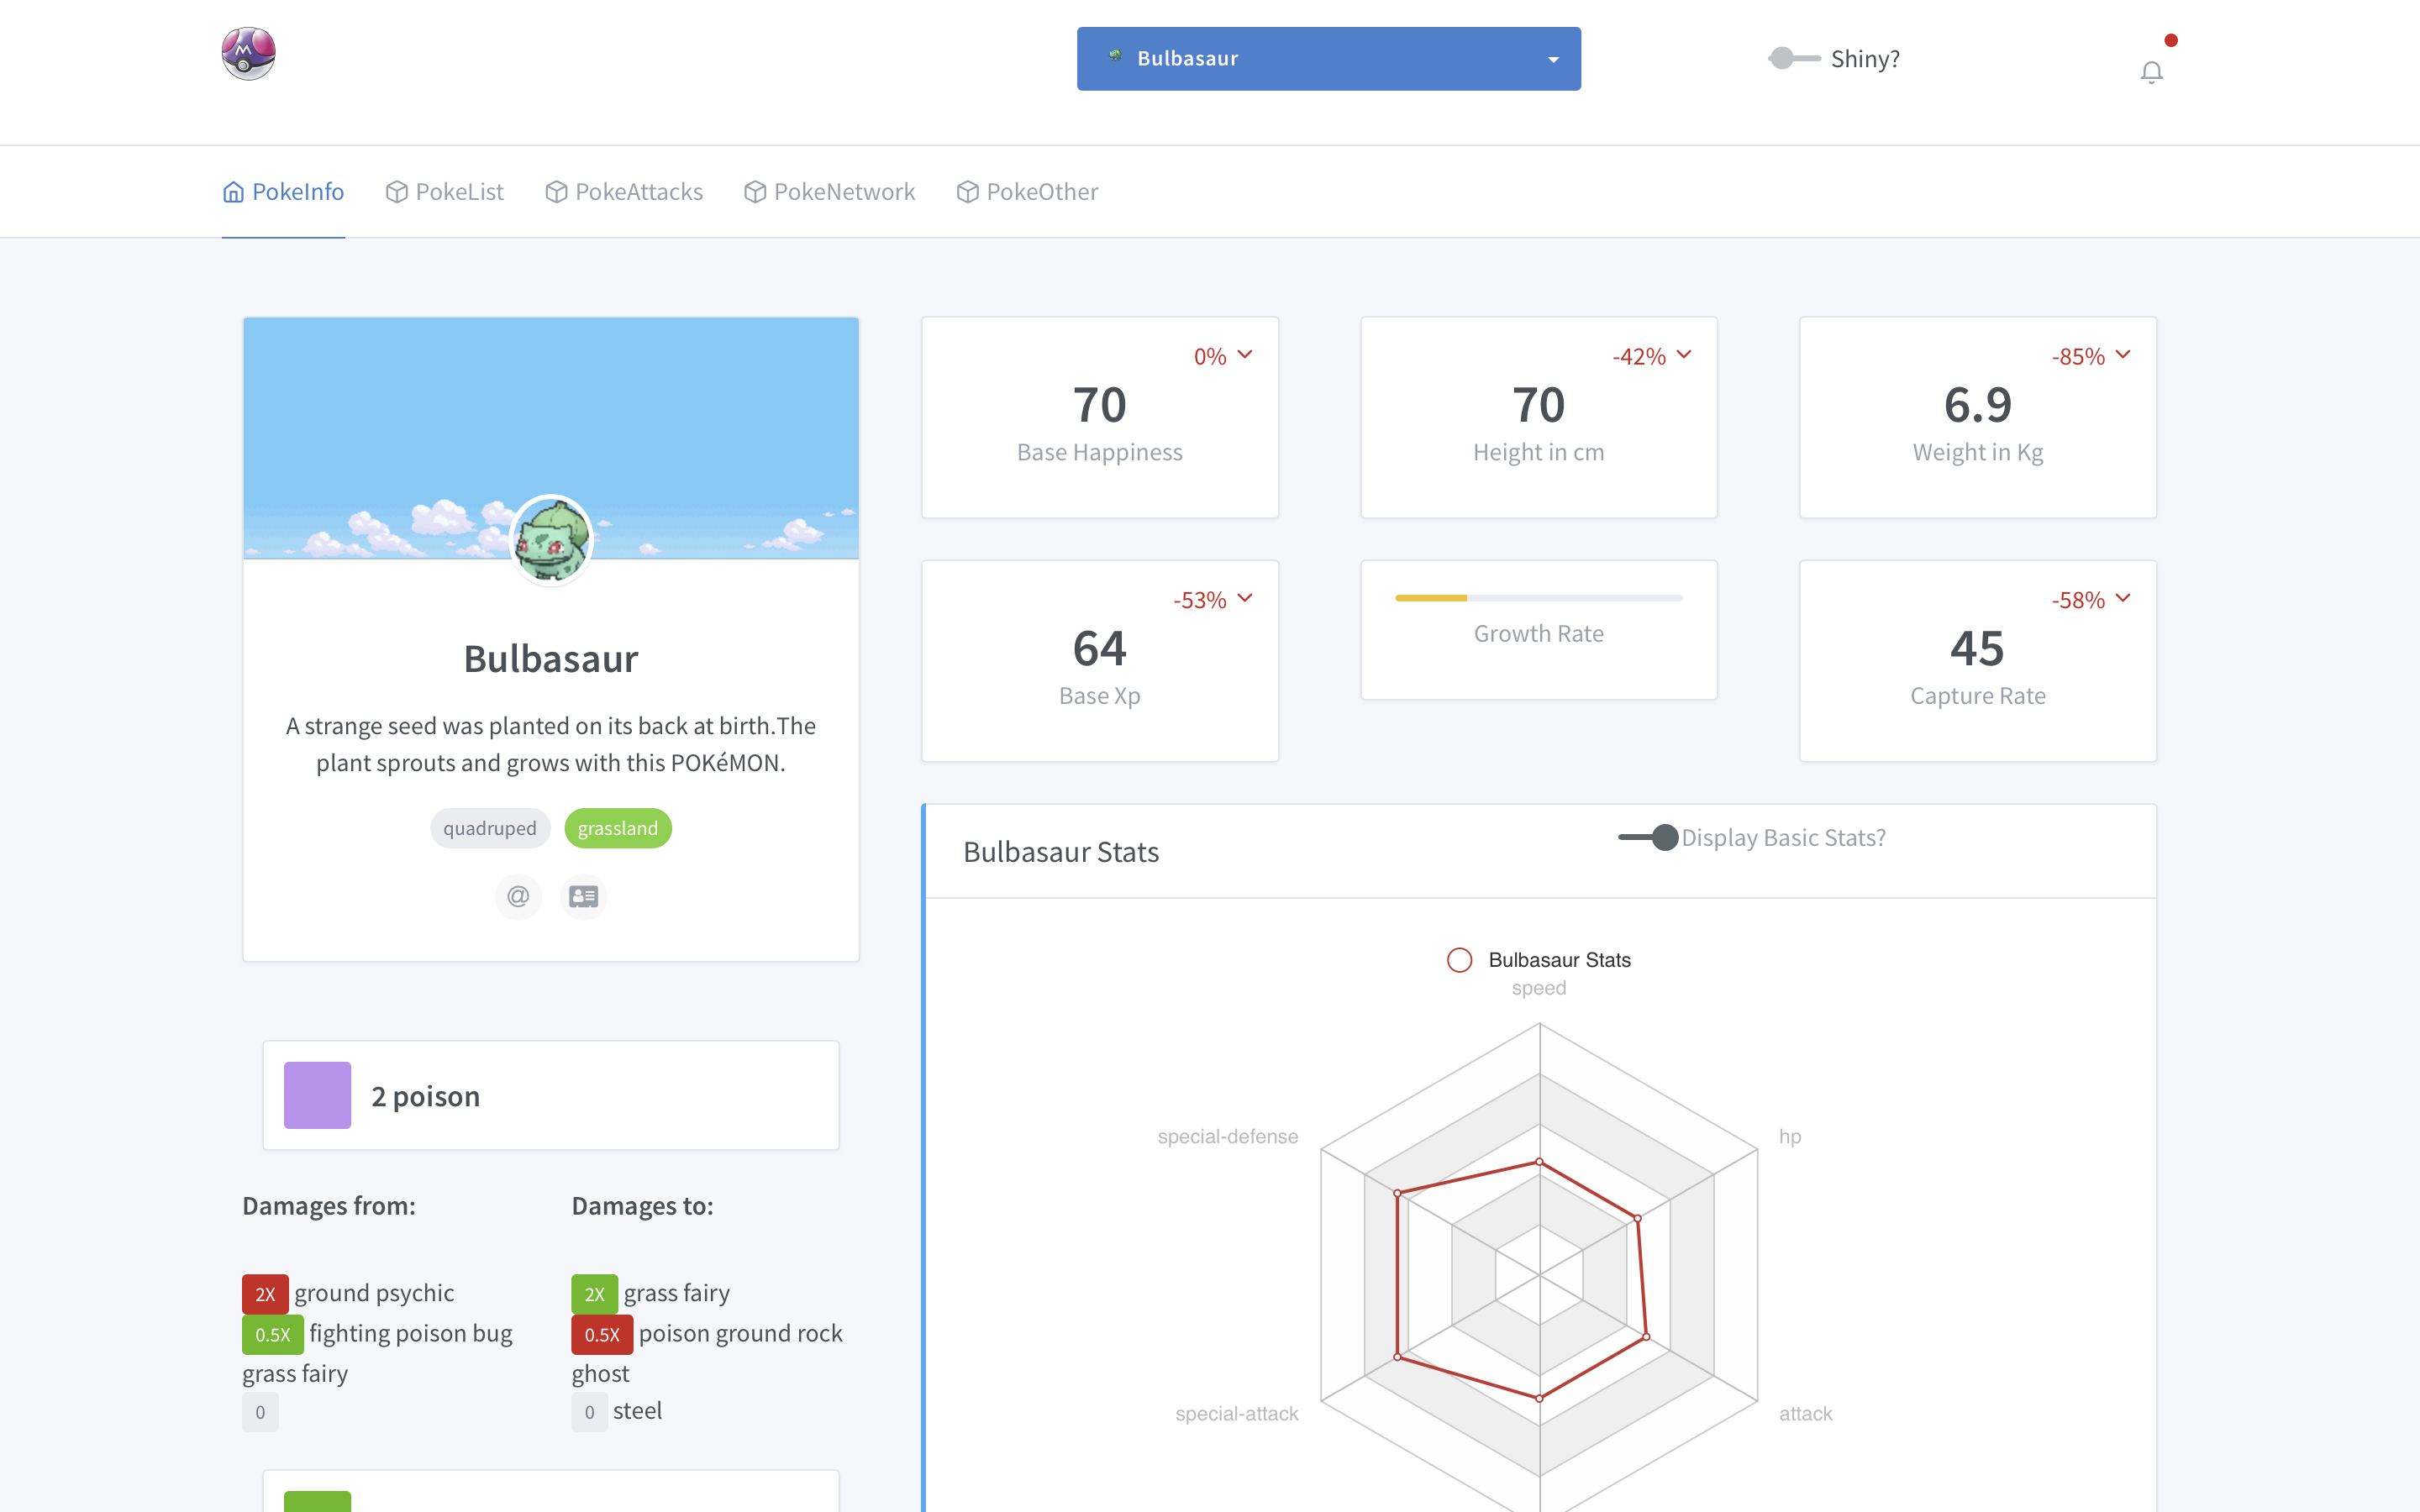 Bulbasaur
Shiny?
PokeInfo
PokeList
PokeAttacks
PokeNetwork
PokeOther
Bulbasaur
A strange seed was planted on its back at birth.The
plant sprouts and grows with this POKéMON.
quadruped
grassland
@
0%
70
Base Happiness
-42%
70
Height in cm
-85%
6.9
Weight in Kg
-53%
64
Base Xp
Growth Rate
-58%
45
Capture Rate
2 poison
Damages from:
2X ground psychic
0.5X fighting poison bug
grass fairy
0
Damages to:
2X grass fairy
0.5X poison ground rock
ghost
0 steel
Bulbasaur Stats
Display Basic Stats?
Bulbasaur Stats
speed
special-defense
hp
special-attack
attack